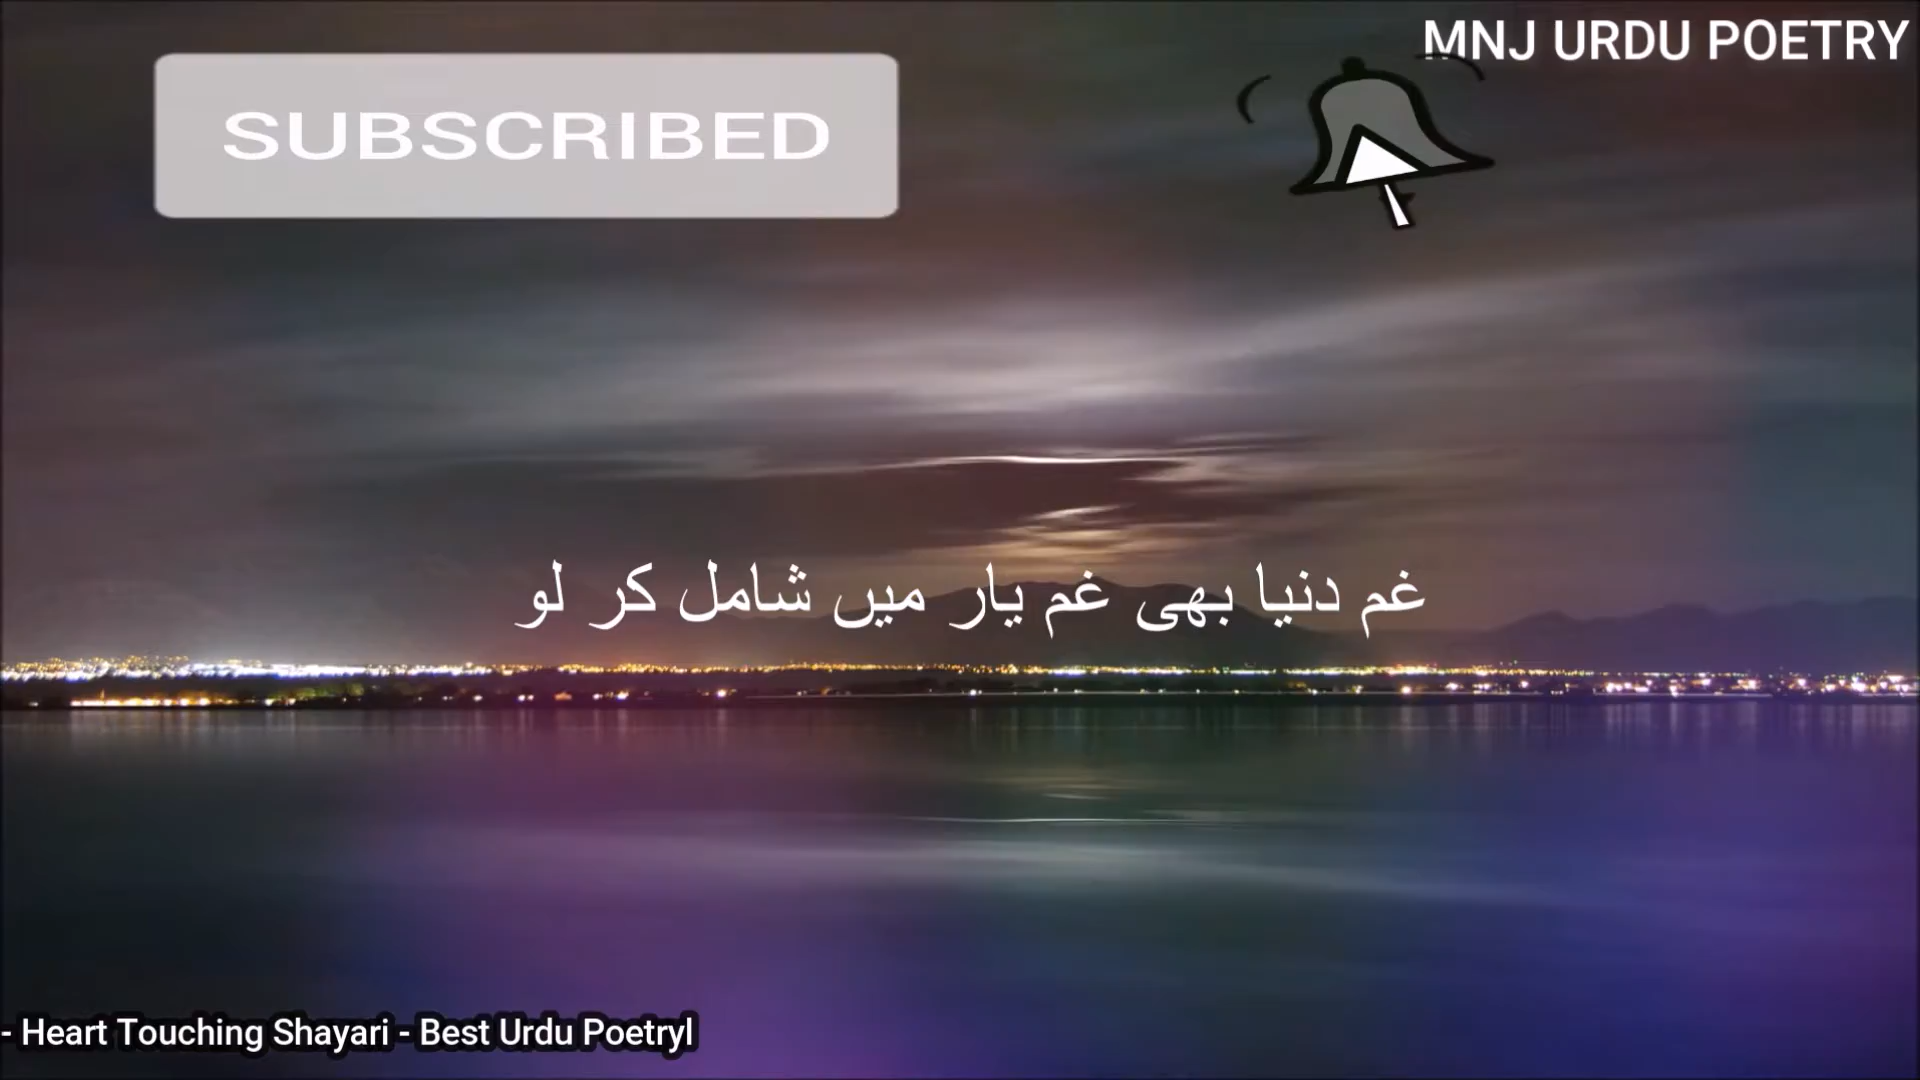 MNJ URDU POETRY
SUBSCRIBED
غم دنیا بھی غم یار میں شامل کر لو
- Heart Touching Shayari - Best Urdu Poetryl